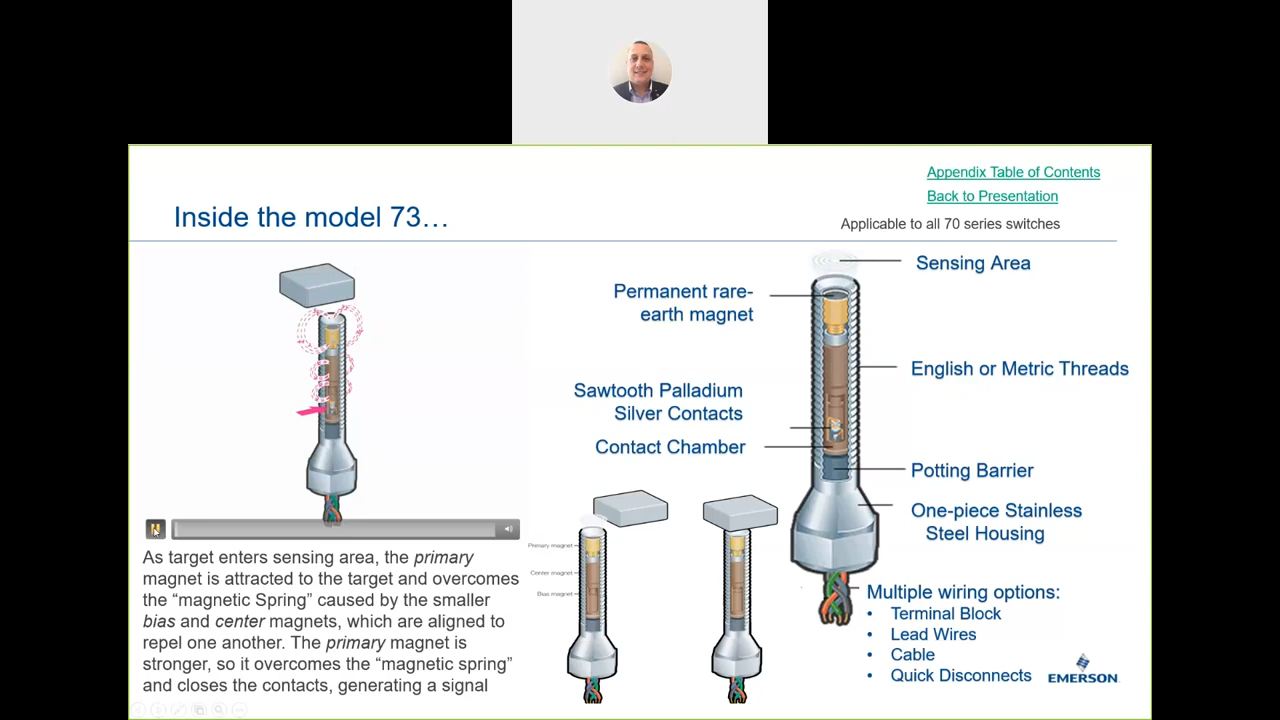 Appendix Table of Contents
Back to Presentation
Inside the model 73…
Applicable to all 70 series switches
Sensing Area
Permanent rare-
earth magnet
English or Metric Threads
Sawtooth Palladium
Silver Contacts
Contact Chamber
Potting Barrier
One-piece Stainless
Steel Housing
Primary magnet
Center magnet
Bias magnet
As target enters sensing area, the primary
magnet is attracted to the target and overcomes
the “magnetic Spring” caused by the smaller
bias and center magnets, which are aligned to
repel one another. The primary magnet is
stronger, so it overcomes the “magnetic spring”
and closes the contacts, generating a signal
Multiple wiring options:
• Terminal Block
• Lead Wires
• Cable
• Quick Disconnects
EMERSON